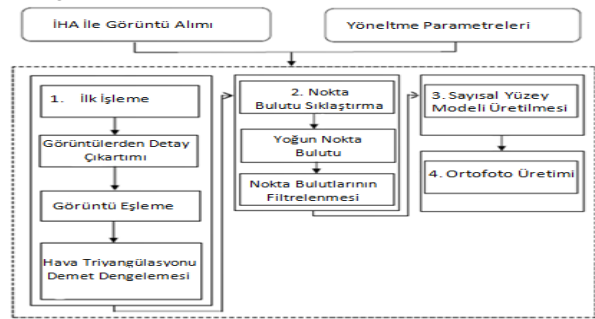 İHA İle Görüntü Alımı
Yöneltme Parametreleri
1. İlk İşleme
Görüntülerden Detay
Çıkartımı
Görüntü Eşleme
Hava Triyangülasyonu
Demet Dengelemesi
2. Nokta
Bulutu Sıklaştırma
Yoğun Nokta
Bulutu
Nokta Bulutlarının
Filtrelenmesi
3. Sayısal Yüzey
Modeli Üretilmesi
4. Ortofoto Üretimi